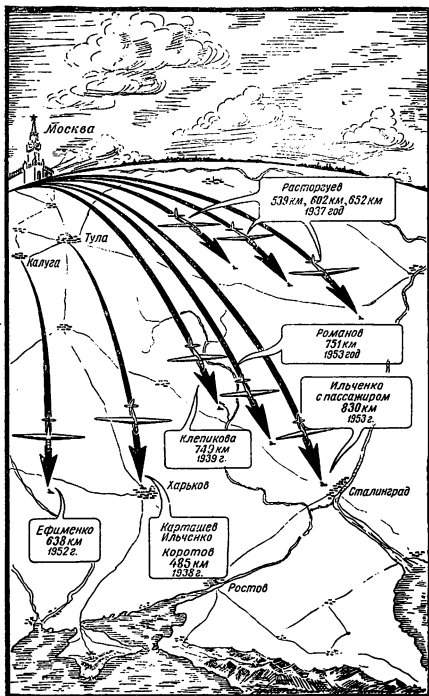 Москва
Расторгуев
539 км, 602 км, 652 км
1937 год
Тула
Калуга
Романов
751 км
1953 год
Ильченко
с пассажиром
830 км
1953 г.
Клепикова
749 км
1939 г.
Харьков
Сталинград
Ефименко
638 км
1952 г.
Карташев
Ильченко
Коротов
485 км
1938 г.
Ростов